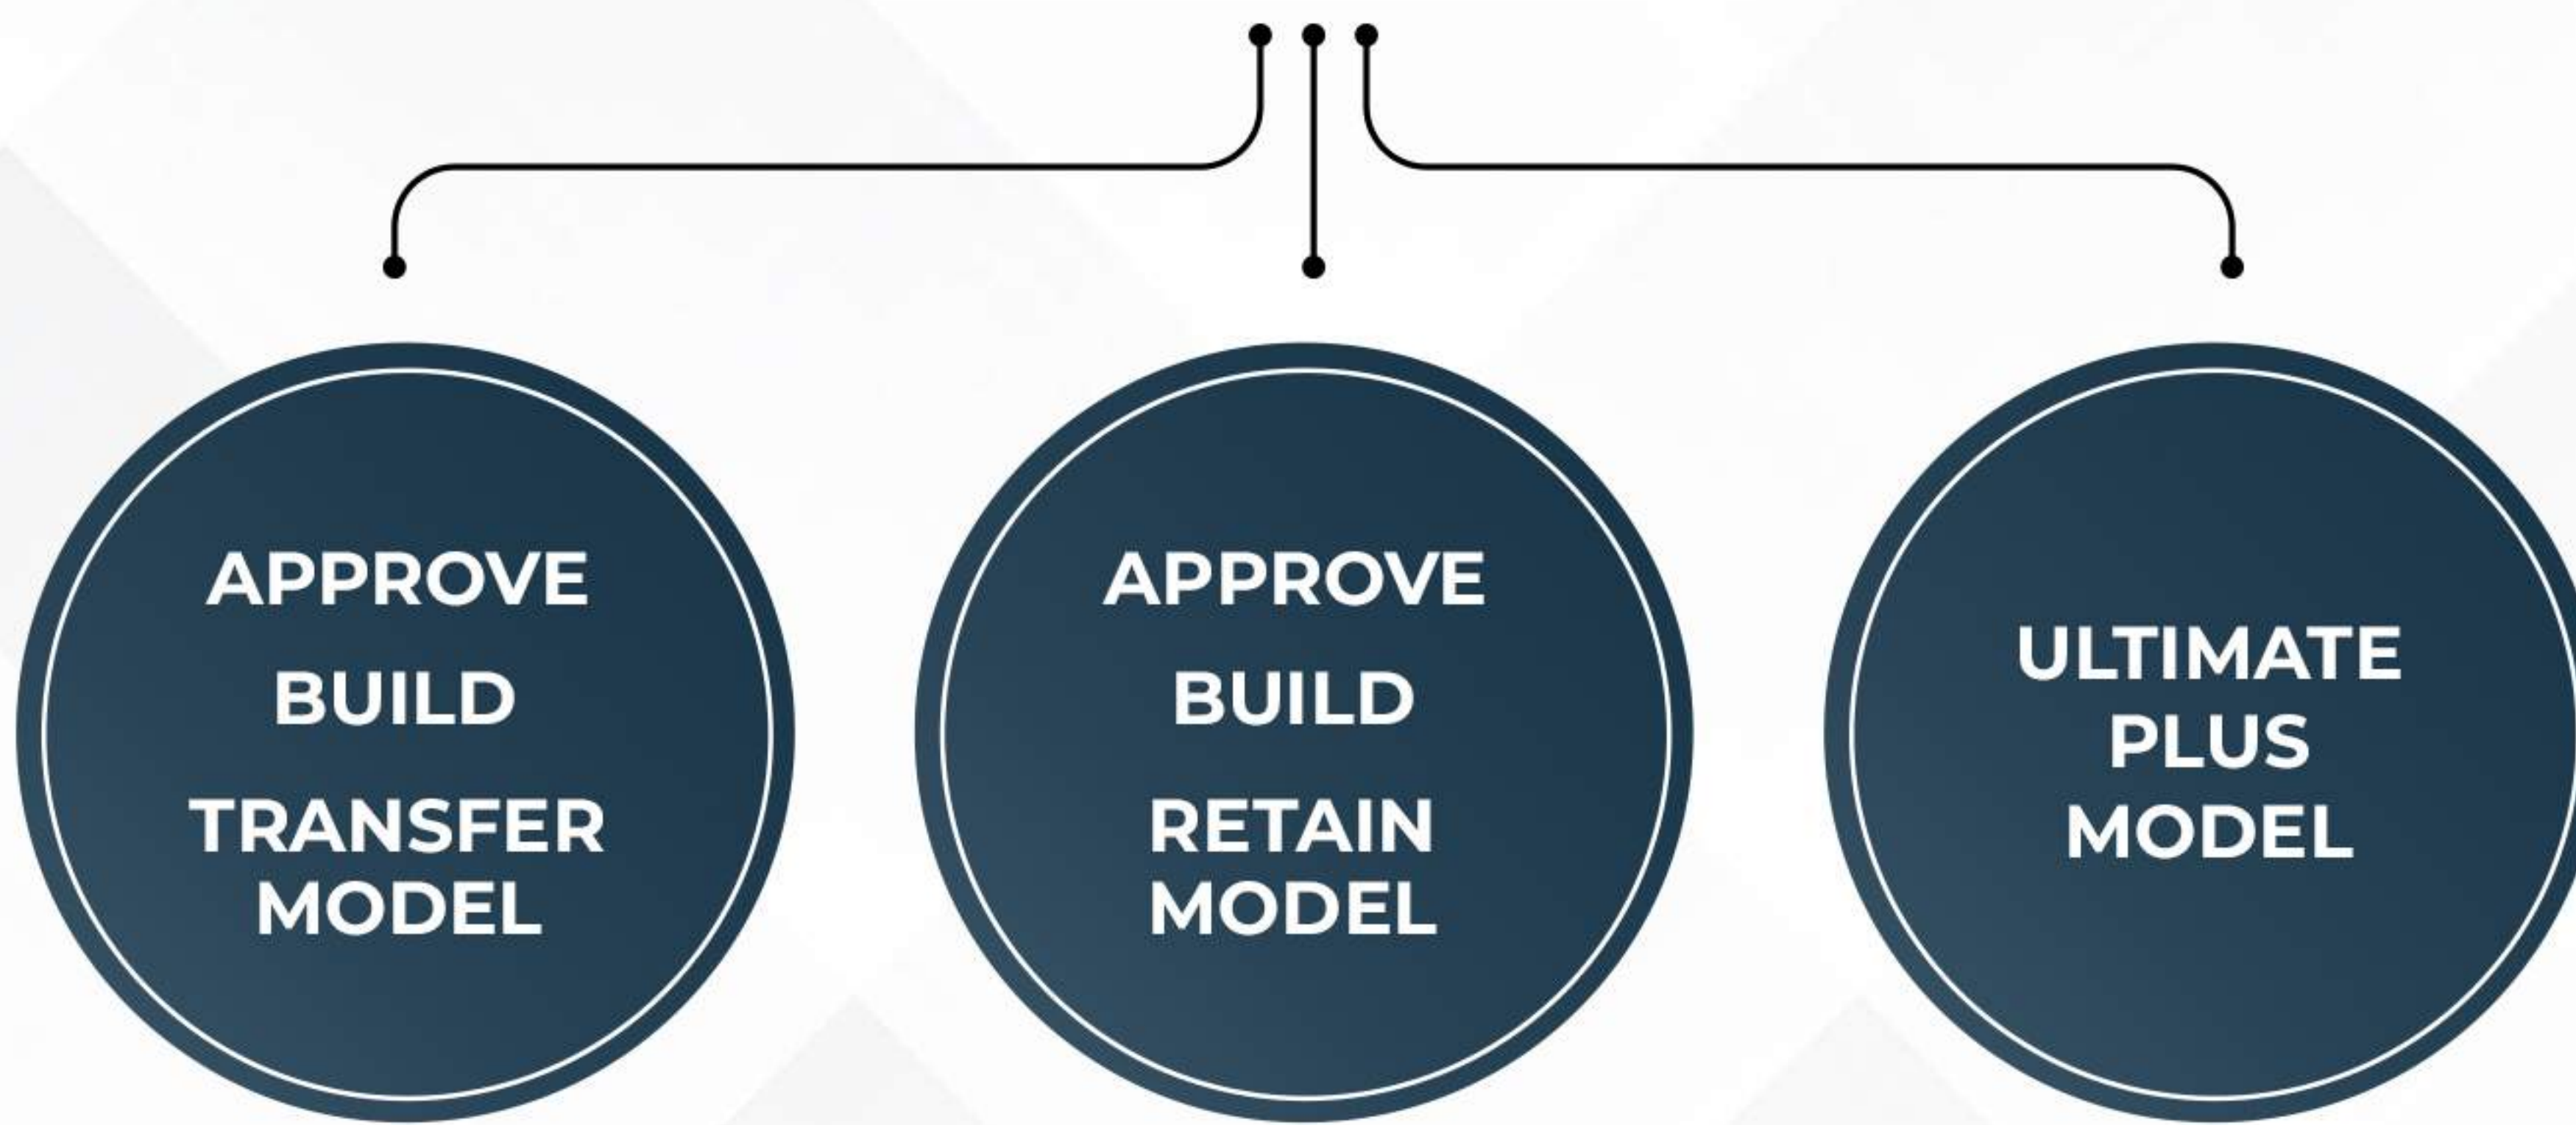 APPROVE
BUILD
TRANSFER
MODEL
APPROVE
BUILD
RETAIN
MODEL
ULTIMATE
PLUS
MODEL